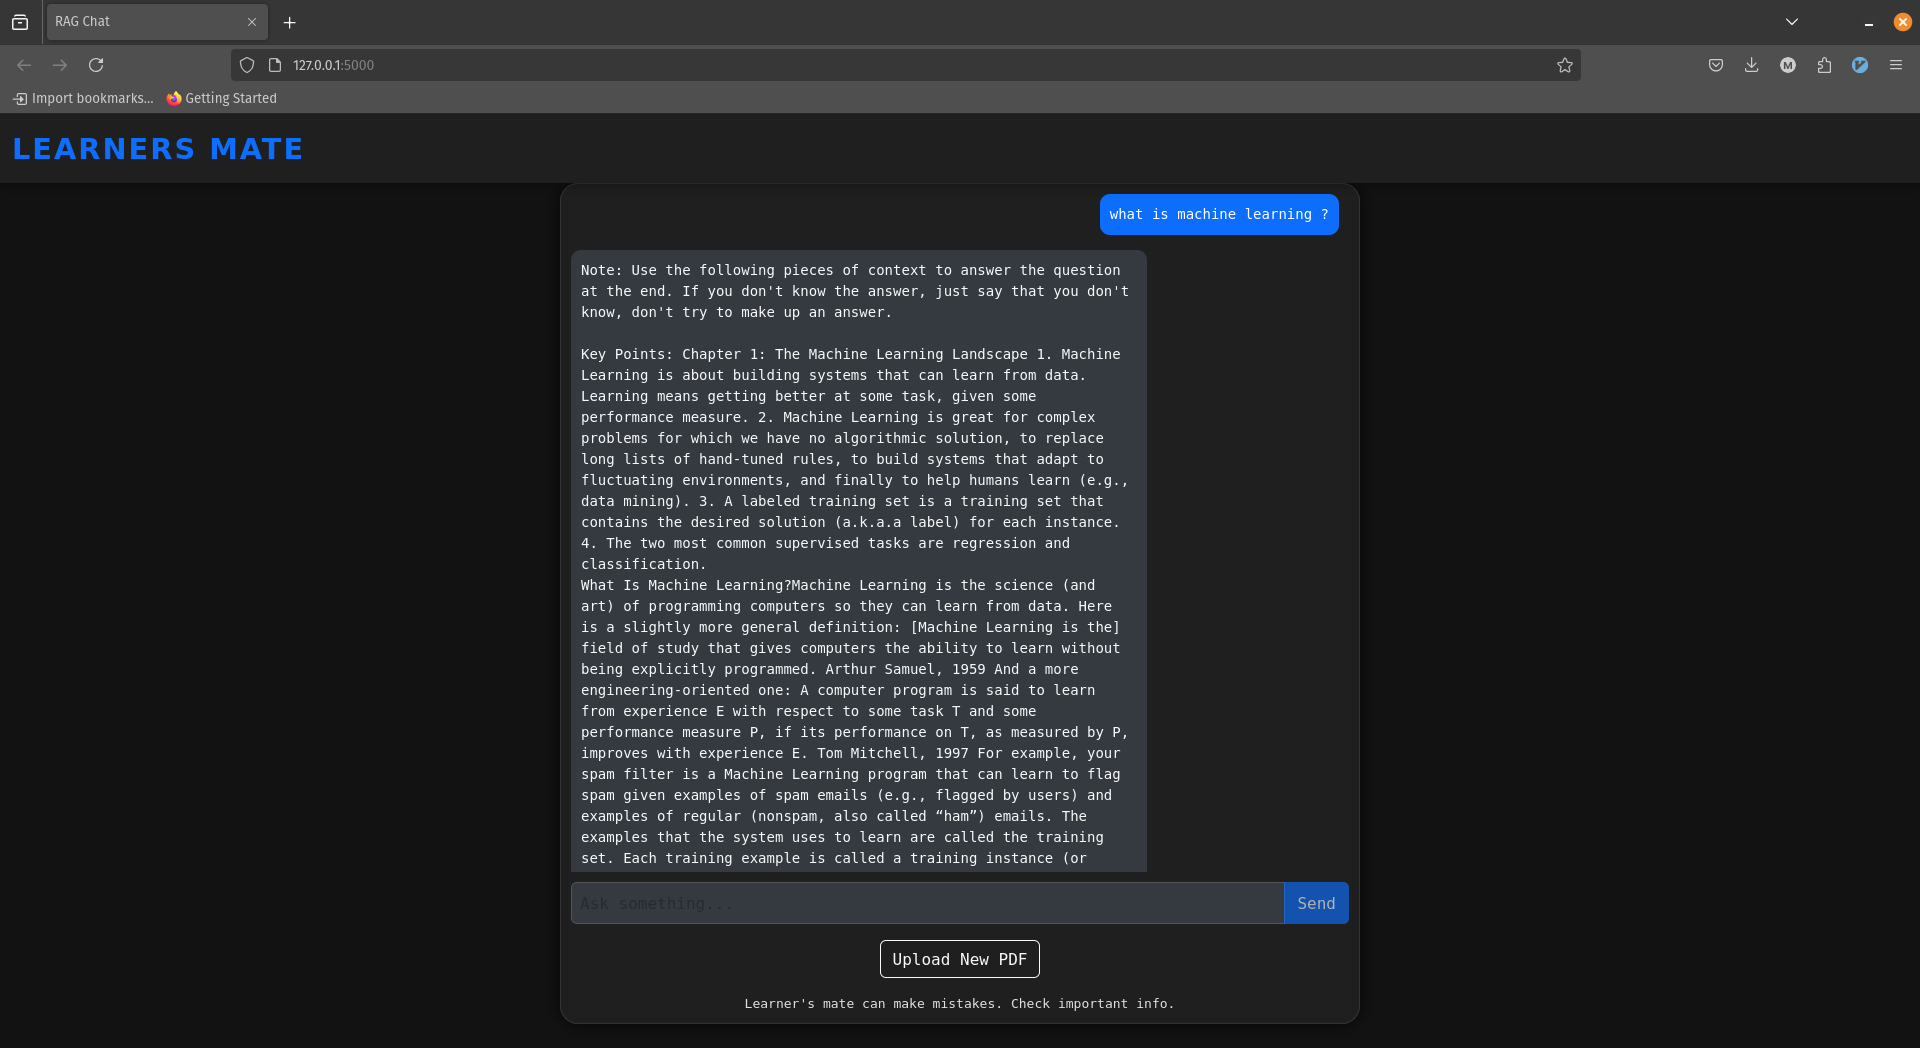 RAG Chat
127.0.0.1:5000
Import bookmarks...
Getting Started
LEARNERS MATE
what is machine learning ?
Note: Use the following pieces of context to answer the question
at the end. If you don't know the answer, just say that you don't
know, don't try to make up an answer.
Key Points: Chapter 1: The Machine Learning Landscape 1. Machine
Learning is about building systems that can learn from data.
Learning means getting better at some task, given some
performance measure. 2. Machine Learning is great for complex
problems for which we have no algorithmic solution, to replace
long lists of hand-tuned rules, to build systems that adapt to
fluctuating environments, and finally to help humans learn (e.g.,
data mining). 3. A labeled training set is a training set that
contains the desired solution (a.k.a.a label) for each instance.
4. The two most common supervised tasks are regression and
classification.
What Is Machine Learning?Machine Learning is the science (and
art) of programming computers so they can learn from data. Here
is a slightly more general definition: [Machine Learning is the]
field of study that gives computers the ability to learn without
being explicitly programmed. Arthur Samuel, 1959 And a more
engineering-oriented one: A computer program is said to learn
from experience E with respect to some task T and some
performance measure P, if its performance on T, as measured by P,
improves with experience E. Tom Mitchell, 1997 For example, your
spam filter is a Machine Learning program that can learn to flag
spam given examples of spam emails (e.g., flagged by users) and
examples of regular (nonspam, also called “ham”) emails. The
examples that the system uses to learn are called the training
set. Each training example is called a training instance (or
Ask something...
Send
Upload New PDF
Learner's mate can make mistakes. Check important info.